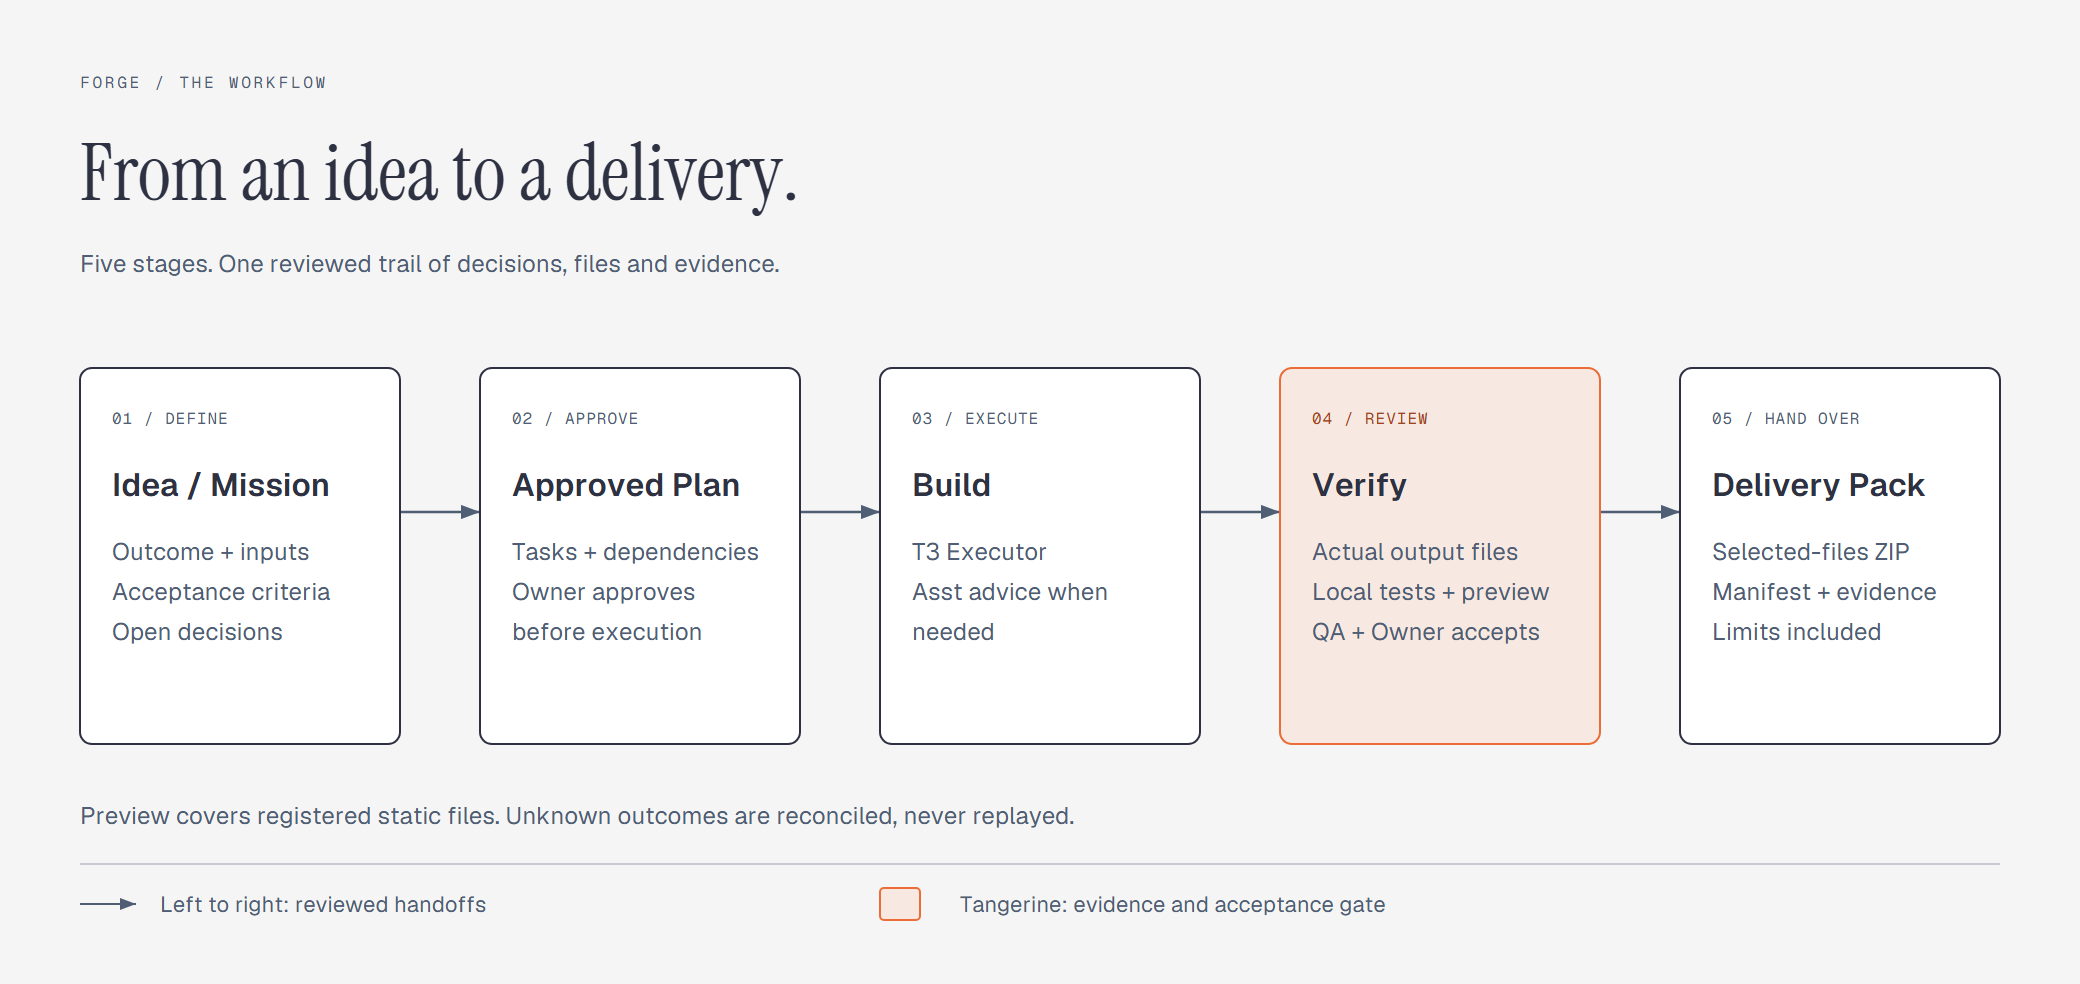 FORGE / THE WORKFLOW
From an idea to a delivery.
Five stages. One reviewed trail of decisions, files and evidence.
01 / DEFINE
Idea / Mission
Outcome + inputs
Acceptance criteria
Open decisions
02 / APPROVE
Approved Plan
Tasks + dependencies
Owner approves
before execution
03 / EXECUTE
Build
T3 Executor
Asst advice when
needed
04 / REVIEW
Verify
Actual output files
Local tests + preview
QA + Owner accepts
05 / HAND OVER
Delivery Pack
Selected-files ZIP
Manifest + evidence
Limits included
Preview covers registered static files. Unknown outcomes are reconciled, never replayed.
Left to right: reviewed handoffs
Tangerine: evidence and acceptance gate